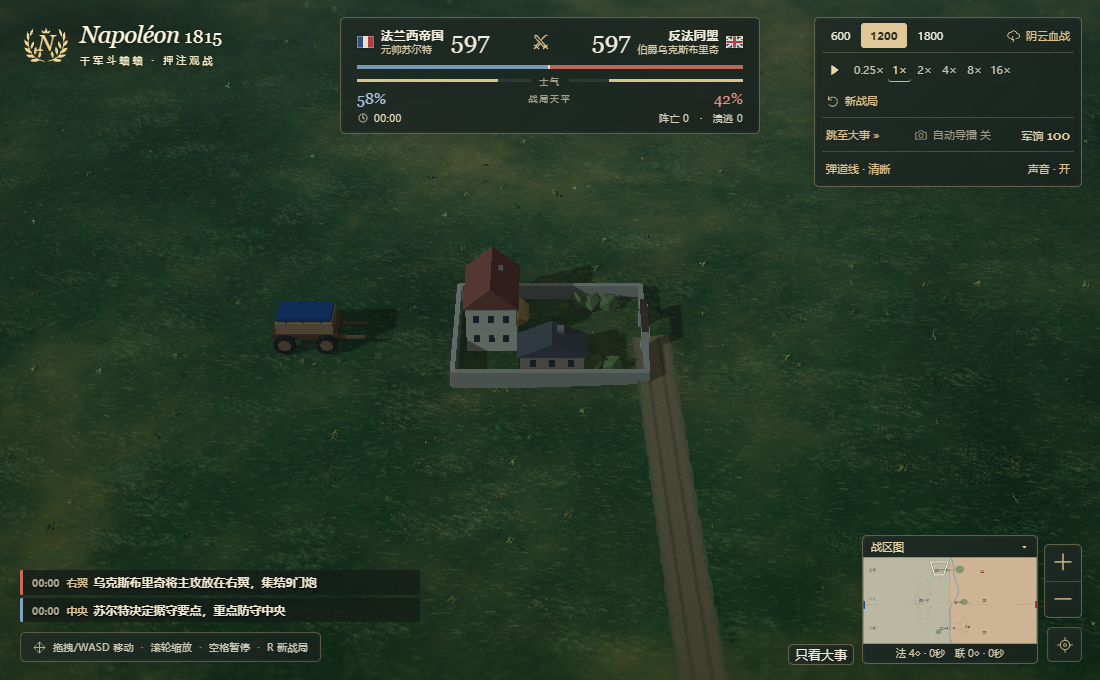 Napoléon 1815
千军斗蛐蛐 · 押注观战
法兰西帝国
元帅苏尔特
597
597
反法同盟
伯爵乌克斯布里奇
士气
58%
战局天平
42%
00:00
阵亡 0 · 溃逃 0
600 1200 1800 阴云血战
0.25× 1× 2× 4× 8× 16×
新战局
跳至大事 » 自动导播 关 军饷 100
弹道线 · 清晰 声音 · 开
00:00 右翼 乌克斯布里奇将主攻放在右翼，集结9门炮
00:00 中央 苏尔特决定据守要点，重点防守中央
拖拽/WASD 移动 · 滚轮缩放 · 空格暂停 · R 新战局
只看大事
战区图
法 4○ · 0秒 联 0○ · 0秒